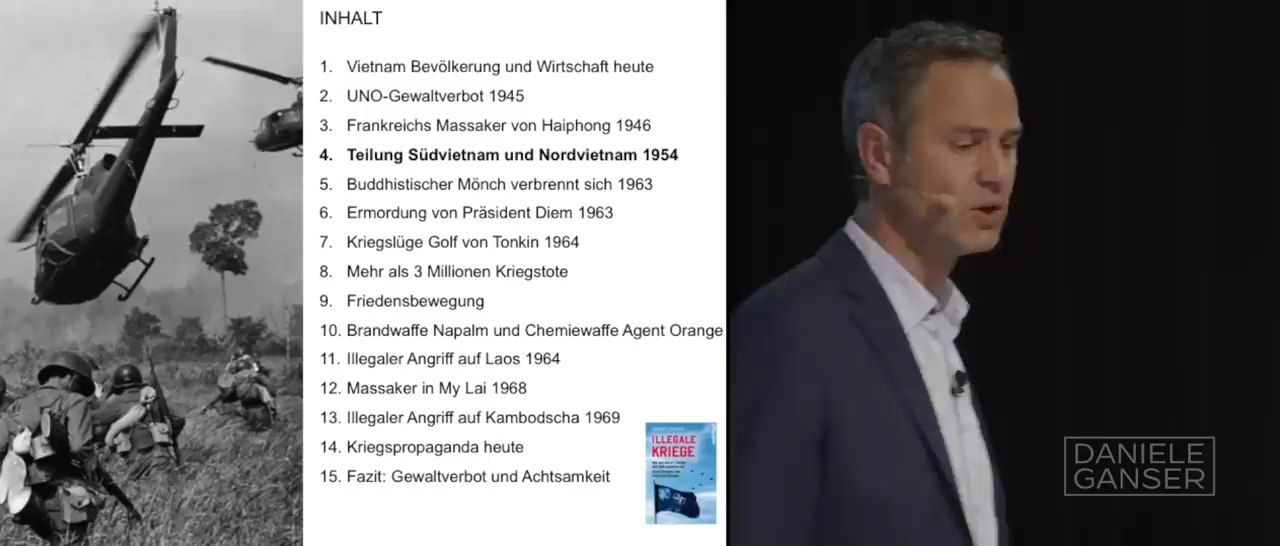 INHALT
1. Vietnam Bevölkerung und Wirtschaft heute
2. UNO-Gewaltverbot 1945
3. Frankreichs Massaker von Haiphong 1946
4. Teilung Südvietnam und Nordvietnam 1954
5. Buddhistischer Mönch verbrennt sich 1963
6. Ermordung von Präsident Diem 1963
7. Kriegslüge Golf von Tonkin 1964
8. Mehr als 3 Millionen Kriegstote
9. Friedensbewegung
10. Brandwaffe Napalm und Chemiewaffe Agent Orange
11. Illegaler Angriff auf Laos 1964
12. Massaker in My Lai 1968
13. Illegaler Angriff auf Kambodscha 1969
14. Kriegspropaganda heute
15. Fazit: Gewaltverbot und Achtsamkeit
ILLEGALE
KRIEGE
DANIELE
GANSER